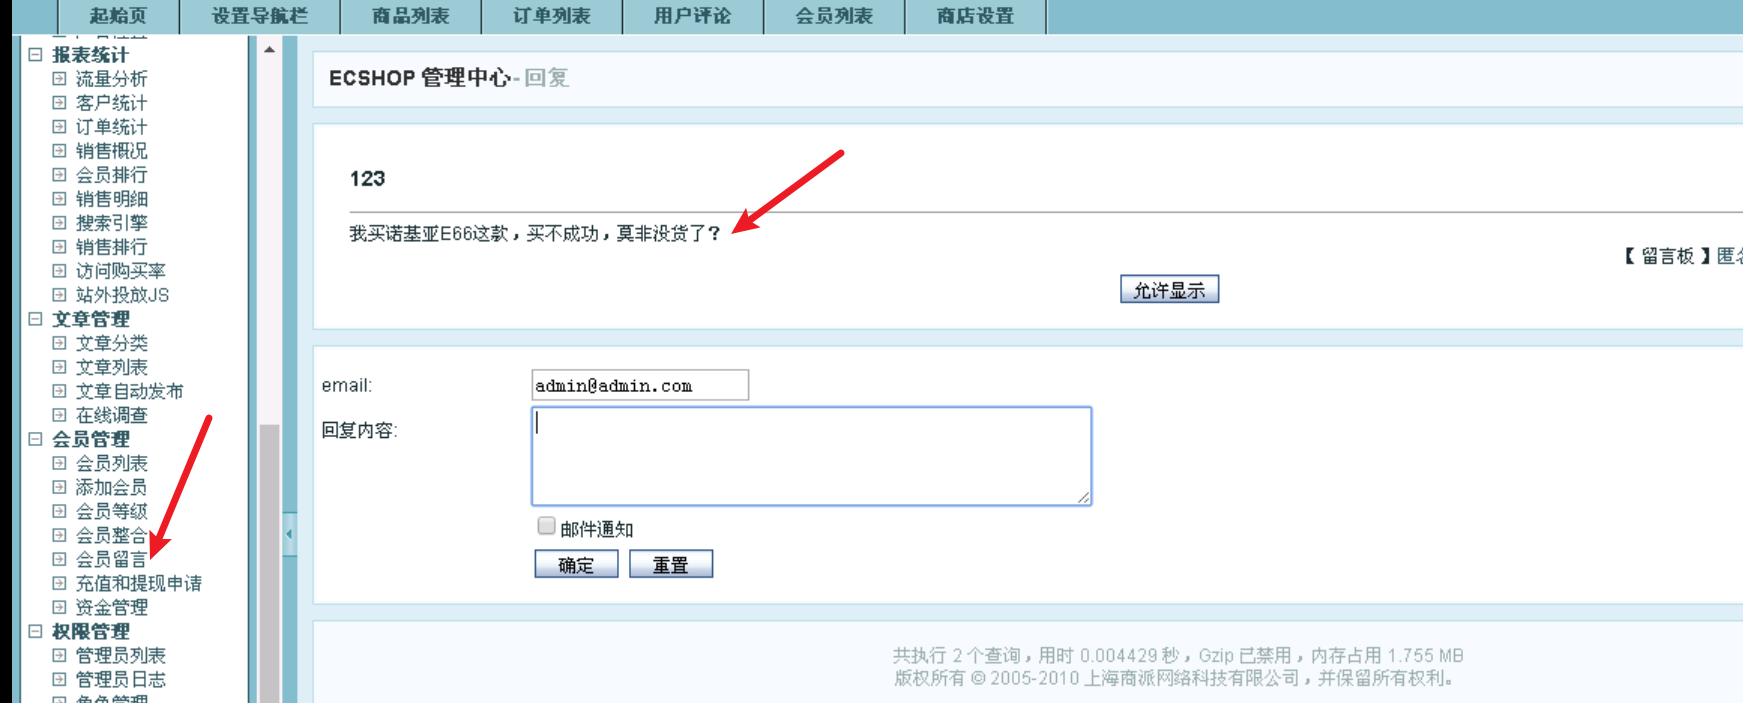 起始页 设置导航栏 商品列表 订单列表 用户评论 会员列表 商店设置
报表统计
流量分析
客户统计
订单统计
销售概况
会员排行
销售明细
搜索引擎
销售排行
访问购买率
站外投放JS
文章管理
文章分类
文章列表
文章自动发布
在线调查
会员管理
会员列表
添加会员
会员等级
会员整合
会员留言
充值和提现申请
资金管理
权限管理
管理员列表
管理员日志
角色管理
ECSHOP 管理中心 - 回复
123
我买诺基亚E66这款，买不成功，莫非没货了？
【 留言板 】匿名
允许显示
email: admin@admin.com
回复内容:
邮件通知
确定 重置
共执行 2 个查询，用时 0.004429 秒，Gzip 已禁用，内存占用 1.755 MB
版权所有 © 2005-2010 上海商派网络科技有限公司，并保留所有权利。